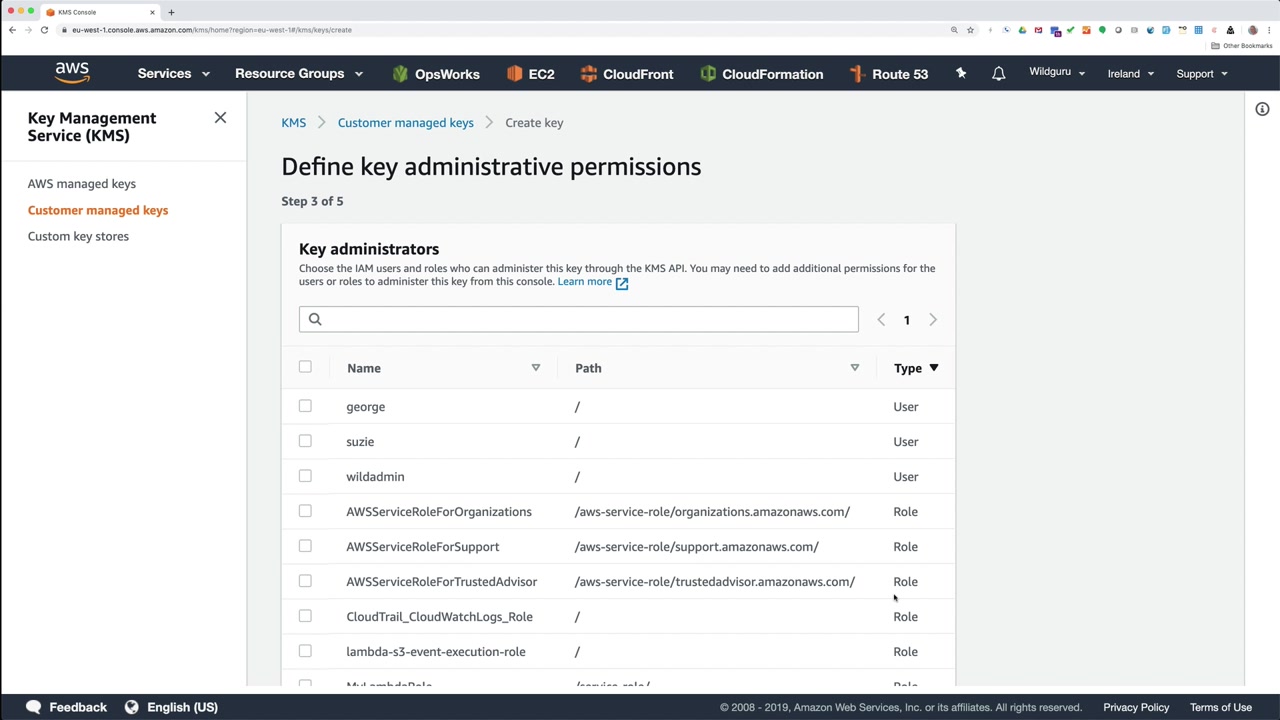 KMS Console
eu-west-1.console.aws.amazon.com/kms/home?region=eu-west-1#/kms/keys/create
Other Bookmarks
aws
Services
Resource Groups
OpsWorks
EC2
CloudFront
CloudFormation
Route 53
Wildguru
Ireland
Support
Key Management
Service (KMS)
AWS managed keys
Customer managed keys
Custom key stores
KMS > Customer managed keys > Create key
Define key administrative permissions
Step 3 of 5
Key administrators
Choose the IAM users and roles who can administer this key through the KMS API. You may need to add additional permissions for the
users or roles to administer this key from this console. Learn more
1
Name Path Type
george / User
suzie / User
wildadmin / User
AWSServiceRoleForOrganizations /aws-service-role/organizations.amazonaws.com/ Role
AWSServiceRoleForSupport /aws-service-role/support.amazonaws.com/ Role
AWSServiceRoleForTrustedAdvisor /aws-service-role/trustedadvisor.amazonaws.com/ Role
CloudTrail_CloudWatchLogs_Role / Role
lambda-s3-event-execution-role / Role
MyLambdaRole /service-role/ Role
Feedback
English (US)
© 2008 - 2019, Amazon Web Services, Inc. or its affiliates. All rights reserved.
Privacy Policy
Terms of Use